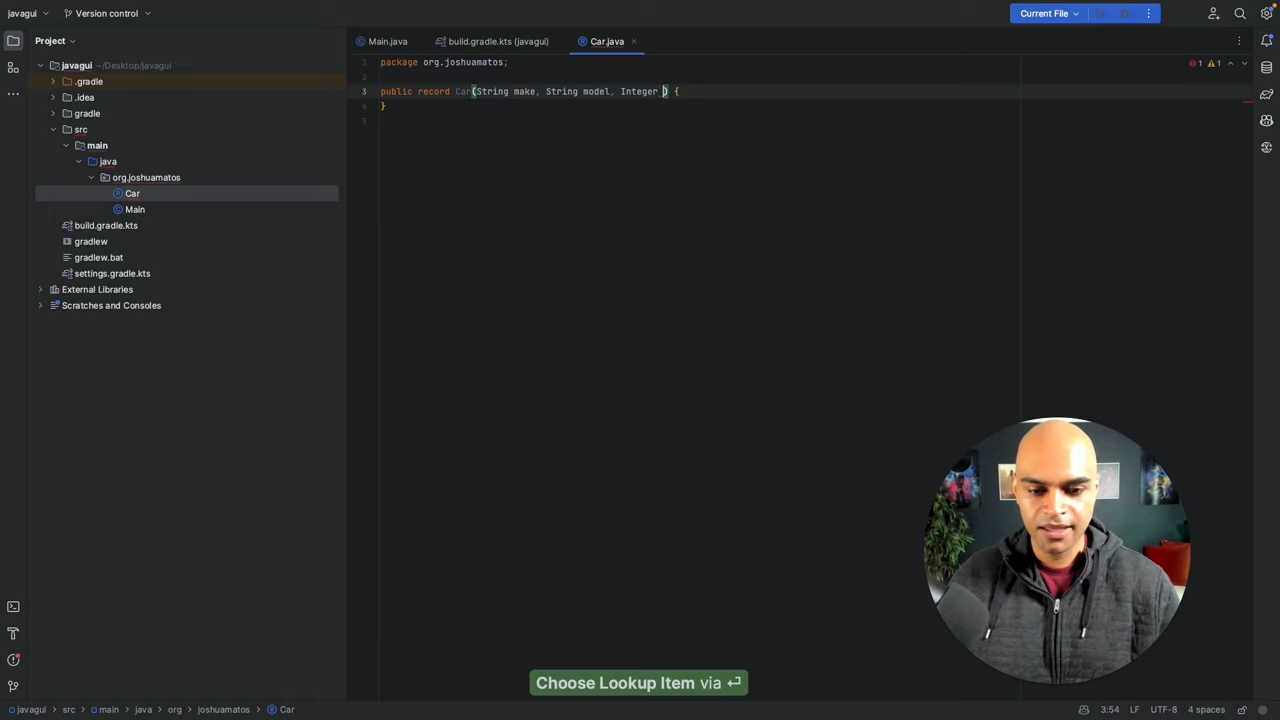 javagui
Version control
Current File
Project
Main.java
build.gradle.kts (javagui)
Car.java
javagui ~/Desktop/javagui
.gradle
.idea
gradle
src
main
java
org.joshuamatos
Car
Main
build.gradle.kts
gradlew
gradlew.bat
settings.gradle.kts
External Libraries
Scratches and Consoles
1 package org.joshuamatos;
2
3 public record Car(String make, String model, Integer ) {
4 }
5
1 1
Choose Lookup Item via ⏎
javagui > src > main > java > org > joshuamatos > Car
3:54 LF UTF-8 4 spaces